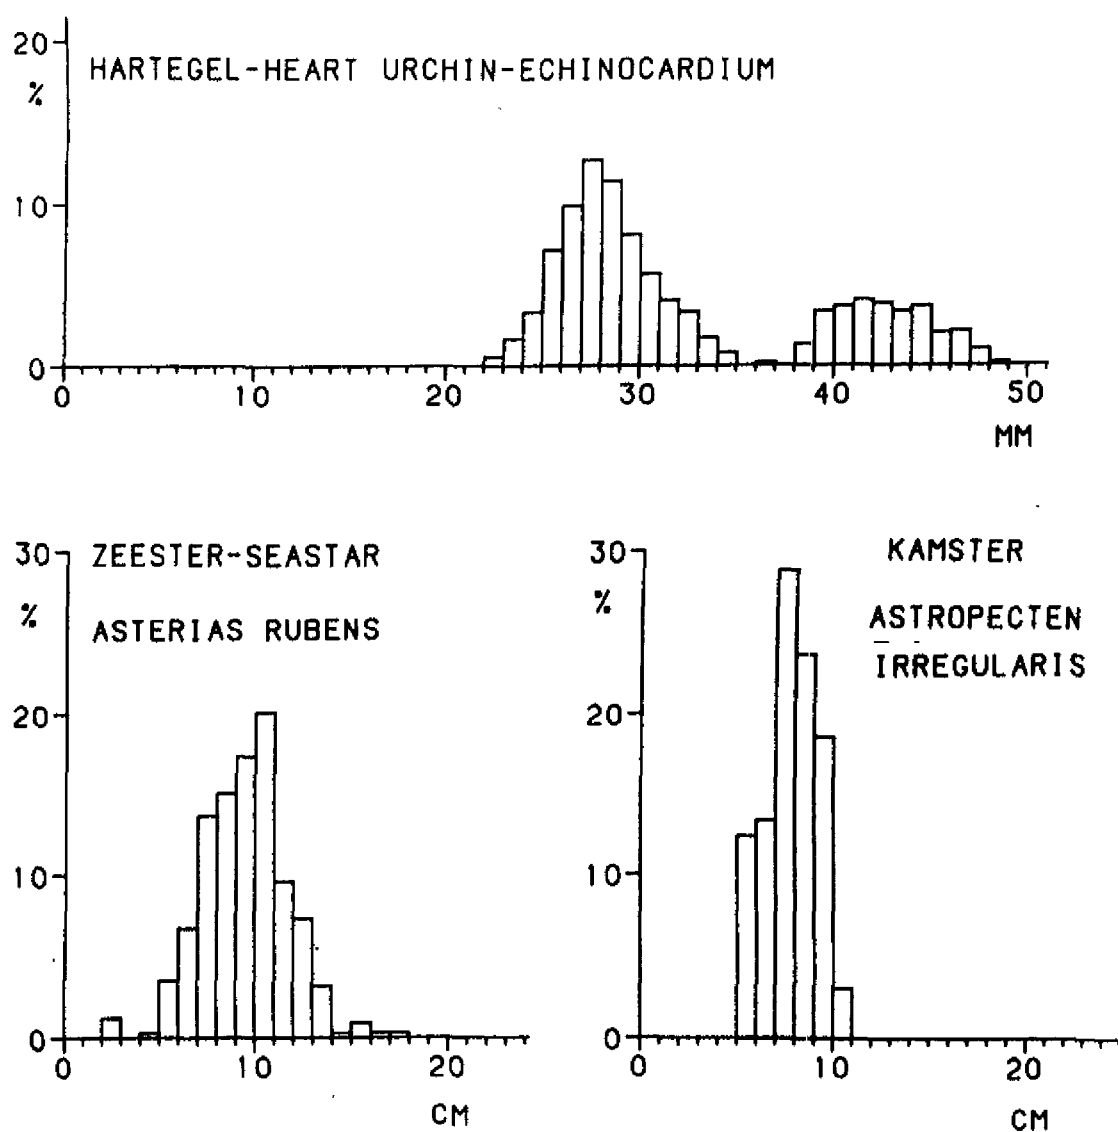 20
%
HARTEGEL-HEART URCHIN-ECHINOCARDIUM
10
0
0 10 20 30 40 50
MM
30
%
ZEESTER-SEASTAR
ASTERIAS RUBENS
20
10
0
0 10 20
CM
30
%
KAMSTER
ASTROPECTEN
IRREGULARIS
20
10
0
0 10 20
CM